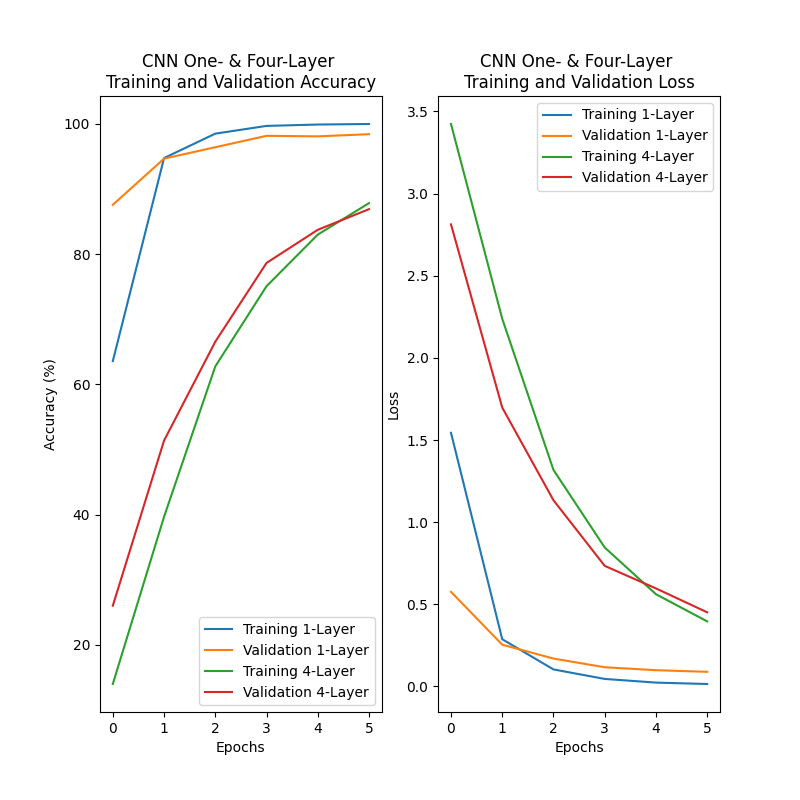 CNN One- & Four-Layer
Training and Validation Accuracy
100
80
60
40
20
Accuracy (%)
0 1 2 3 4 5
Epochs
Training 1-Layer
Validation 1-Layer
Training 4-Layer
Validation 4-Layer
CNN One- & Four-Layer
Training and Validation Loss
3.5
3.0
2.5
2.0
1.5
1.0
0.5
0.0
Loss
0 1 2 3 4 5
Epochs
Training 1-Layer
Validation 1-Layer
Training 4-Layer
Validation 4-Layer